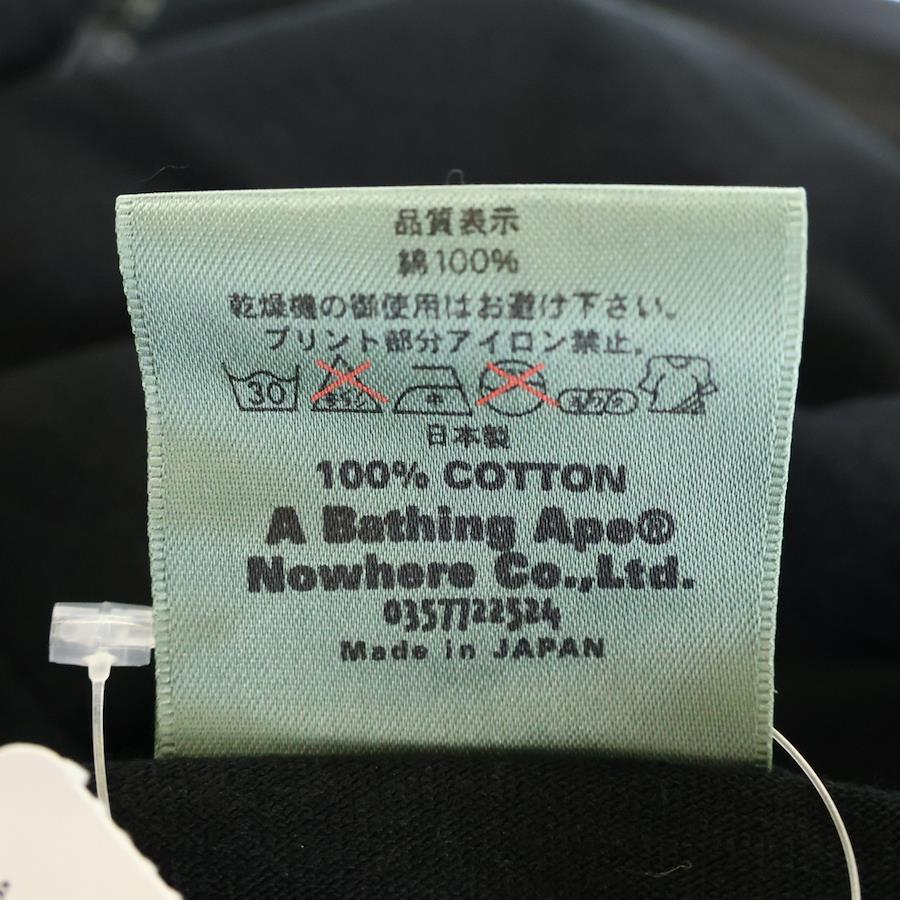 品質表示
綿100%
乾燥機の御使用はお避け下さい。
プリント部分アイロン禁止。
30
日本製
100% COTTON
A Bathing Ape®
Nowhere Co.,Ltd.
0357722524
Made in JAPAN